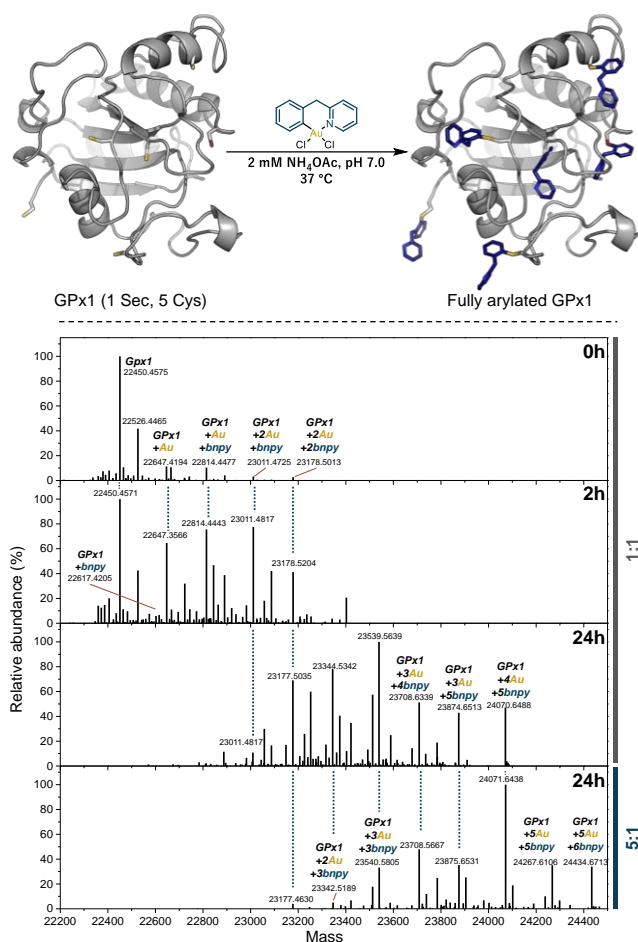 N
Au
Cl Cl
2 mM NH₄OAc, pH 7.0
37 °C
GPx1 (1 Sec, 5 Cys)
Fully arylated GPx1
0h
Gpx1
22450.4575
22526.4465
GPx1
+Au
22647.4194
GPx1
+Au
+bnpy
22814.4477
GPx1
+2Au
+bnpy
23011.4725
GPx1
+2Au
+2bnpy
23178.5013
2h
22450.4571
22647.3566
22814.4443
23011.4817
23178.5204
GPx1
+bnpy
22617.4205
1:1
24h
23011.4817
23177.5035
23344.5342
23539.5639
GPx1
+3Au
+4bnpy
23708.6339
GPx1
+3Au
+5bnpy
23874.6513
GPx1
+4Au
+5bnpy
24070.6488
24h
23177.4630
GPx1
+2Au
+3bnpy
23342.5189
GPx1
+3Au
+3bnpy
23540.5805
23708.5667
23875.6531
24071.6438
GPx1
+5Au
+5bnpy
24267.6106
GPx1
+5Au
+6bnpy
24434.6713
5:1
Relative abundance (%)
100
80
60
40
20
0
100
80
60
40
20
0
100
80
60
40
20
0
100
80
60
40
20
0
22200 22400 22600 22800 23000 23200 23400 23600 23800 24000 24200 24400
Mass